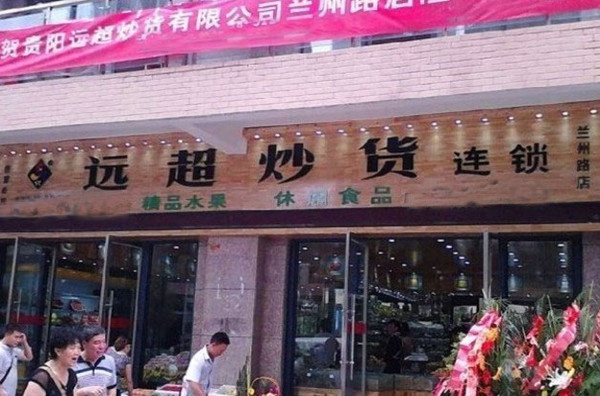 贺贵阳远超炒货有限公司兰州路店
远超炒货连锁
兰州路店
精品水果 休闲食品